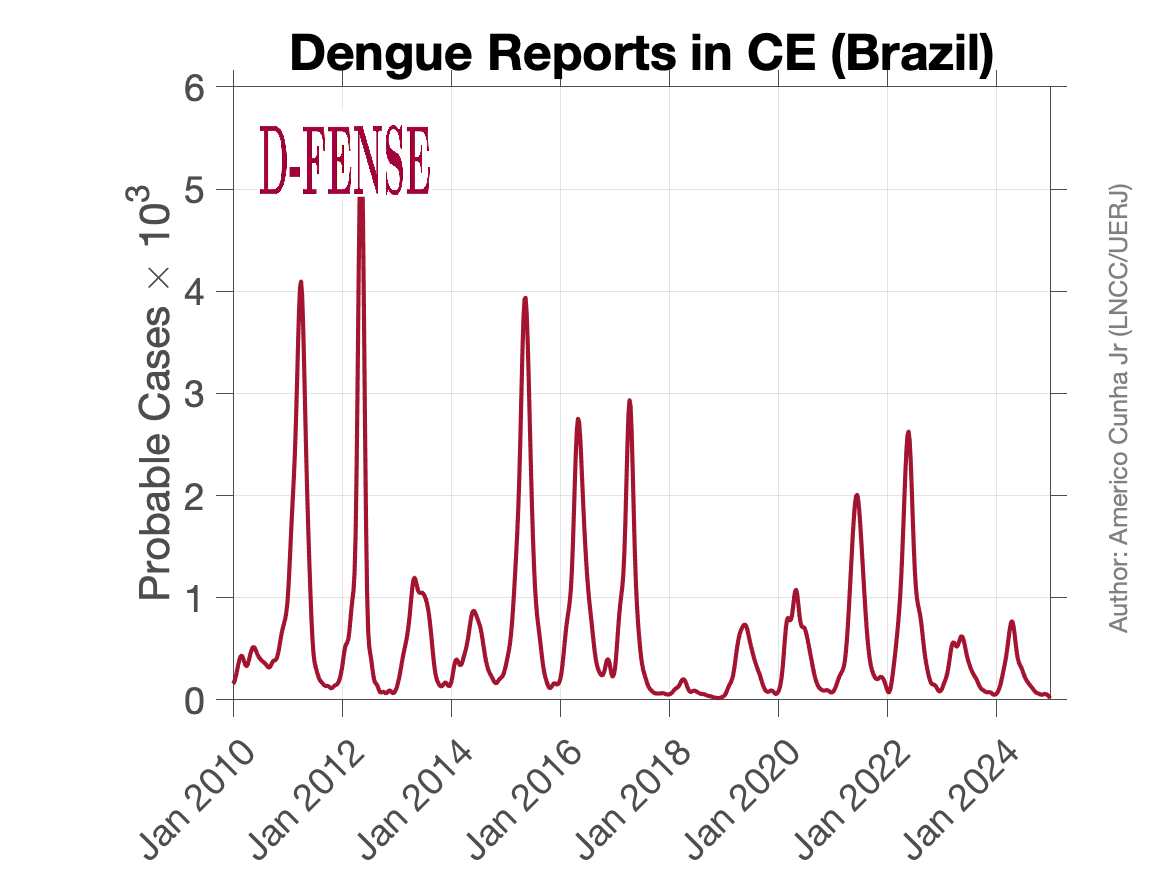 Dengue Reports in CE (Brazil)
D-FENSE
Probable Cases × 10³
6
5
4
3
2
1
0
Jan 2010
Jan 2012
Jan 2014
Jan 2016
Jan 2018
Jan 2020
Jan 2022
Jan 2024
Author: Americo Cunha Jr (LNCC/UERJ)